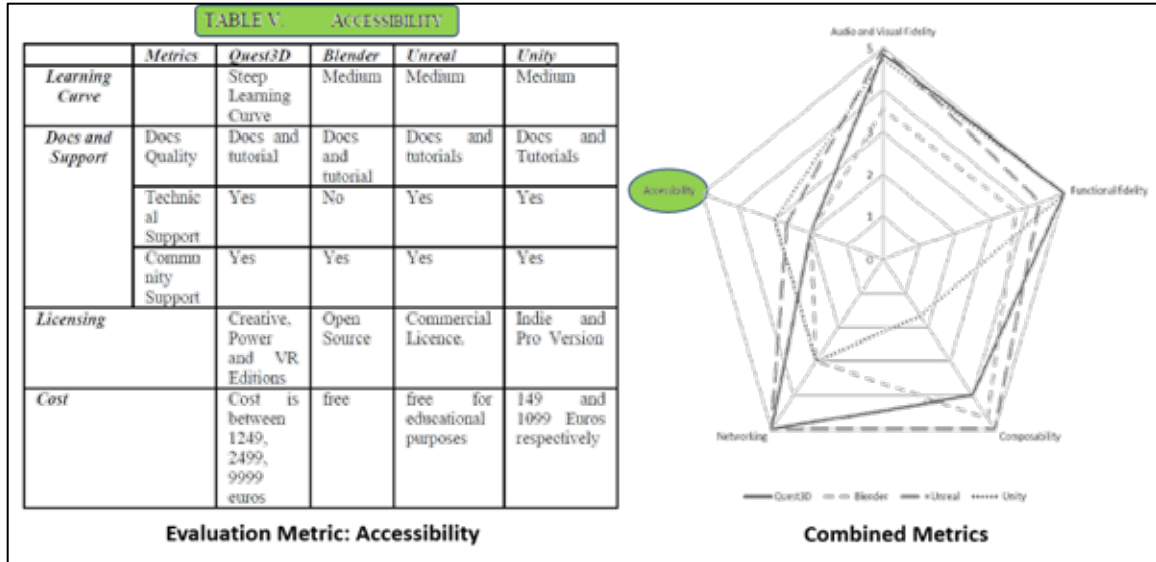 TABLE V. ACCESSIBILITY
Metrics Quest3D Blender Unreal Unity
Learning Curve Steep Learning Curve Medium Medium Medium
Docs and Support Docs Quality Docs and tutorial Docs and tutorial Docs and tutorials Docs and Tutorials
Technical Support Yes No Yes Yes
Community Support Yes Yes Yes Yes
Licensing Creative, Power and VR Editions Open Source Commercial Licence. Indie and Pro Version
Cost Cost is between 1249, 2499, 9999 euros free free for educational purposes 149 and 1099 Euros respectively
Evaluation Metric: Accessibility
Audio and Visual Fidelity
5
3
2
1
0
Accessibility
Functional fidelity
Networking
Composability
Quest3D Blender Unreal Unity
Combined Metrics